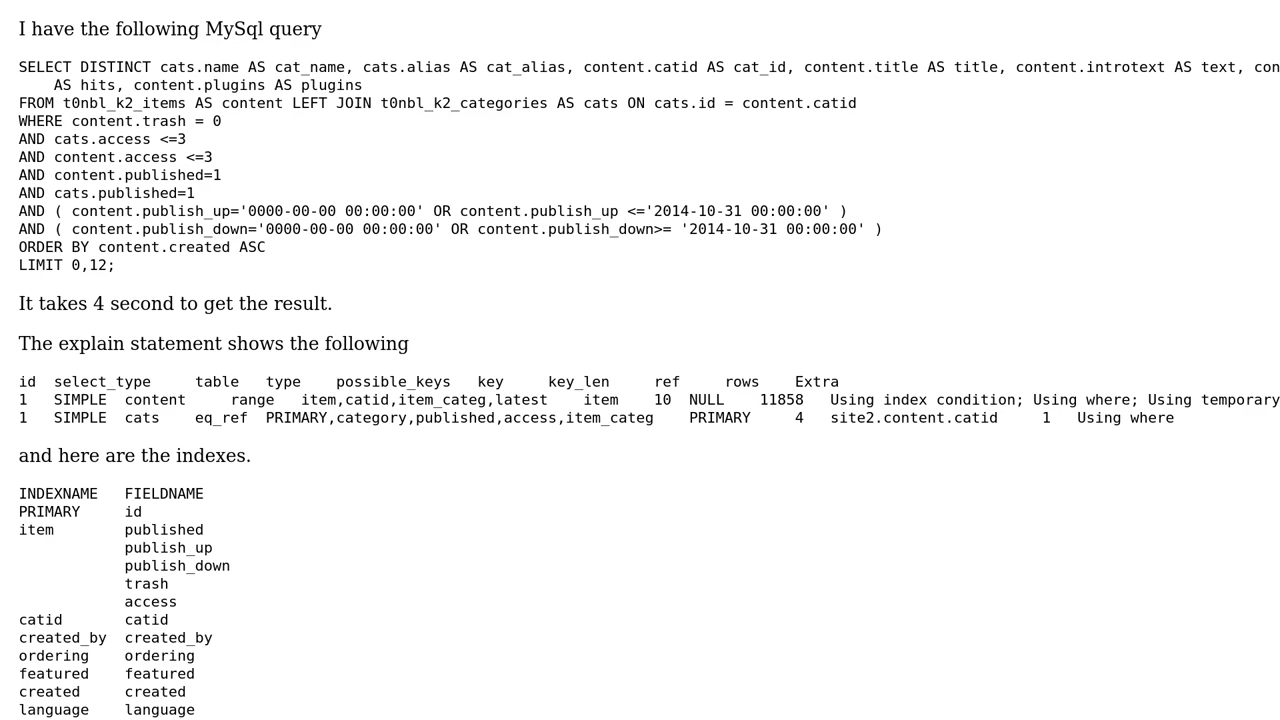 I have the following MySql query
SELECT DISTINCT cats.name AS cat_name, cats.alias AS cat_alias, content.catid AS cat_id, content.title AS title, content.introtext AS text, con
AS hits, content.plugins AS plugins
FROM t0nbl_k2_items AS content LEFT JOIN t0nbl_k2_categories AS cats ON cats.id = content.catid
WHERE content.trash = 0
AND cats.access <=3
AND content.access <=3
AND content.published=1
AND cats.published=1
AND ( content.publish_up='0000-00-00 00:00:00' OR content.publish_up <='2014-10-31 00:00:00' )
AND ( content.publish_down='0000-00-00 00:00:00' OR content.publish_down>= '2014-10-31 00:00:00' )
ORDER BY content.created ASC
LIMIT 0,12;
It takes 4 second to get the result.
The explain statement shows the following
id select_type table type possible_keys key key_len ref rows Extra
1 SIMPLE content range item,catid,item_categ,latest item 10 NULL 11858 Using index condition; Using where; Using temporary
1 SIMPLE cats eq_ref PRIMARY,category,published,access,item_categ PRIMARY 4 site2.content.catid 1 Using where
and here are the indexes.
INDEXNAME FIELDNAME
PRIMARY id
item published
publish_up
publish_down
trash
access
catid catid
created_by created_by
ordering ordering
featured featured
created created
language language